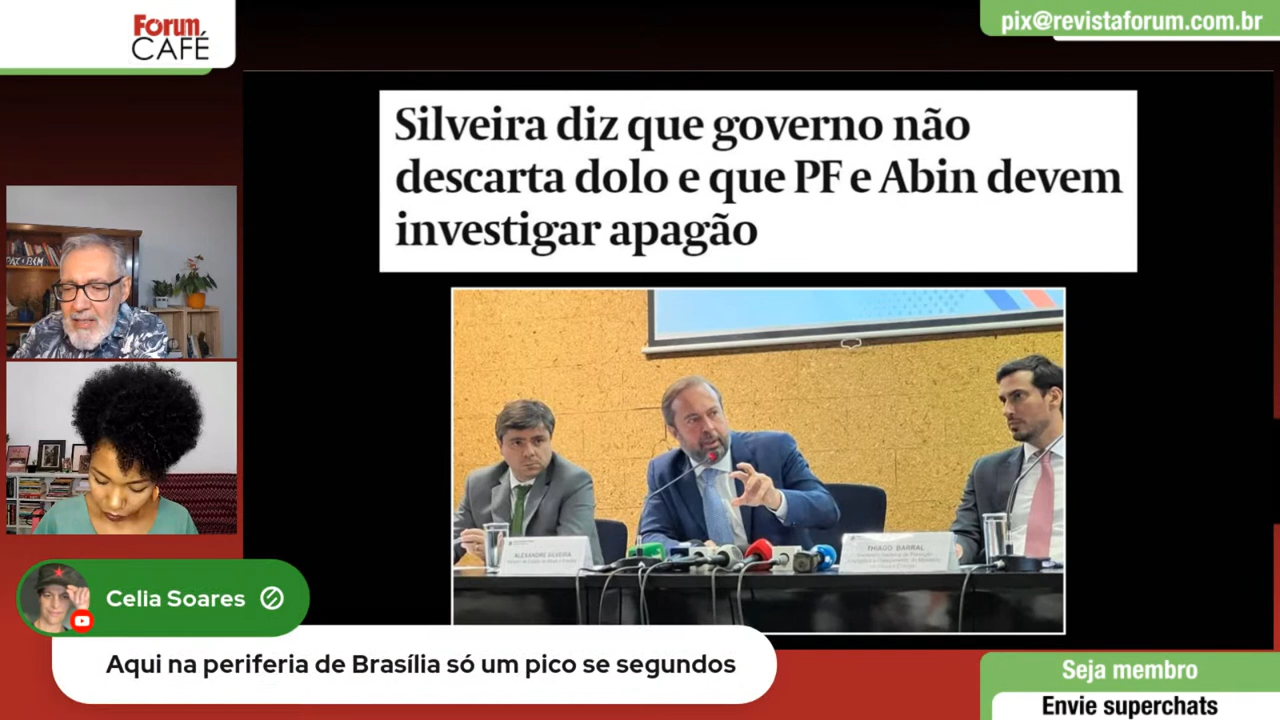 Forum
CAFÉ
pix@revistaforum.com.br
Silveira diz que governo não
descarta dolo e que PF e Abin devem
investigar apagão
PAZ BEM
ALEXANDRE SILVEIRA
THIAGO BARRAL
Celia Soares
Aqui na periferia de Brasília só um pico se segundos
Seja membro
Envie superchats